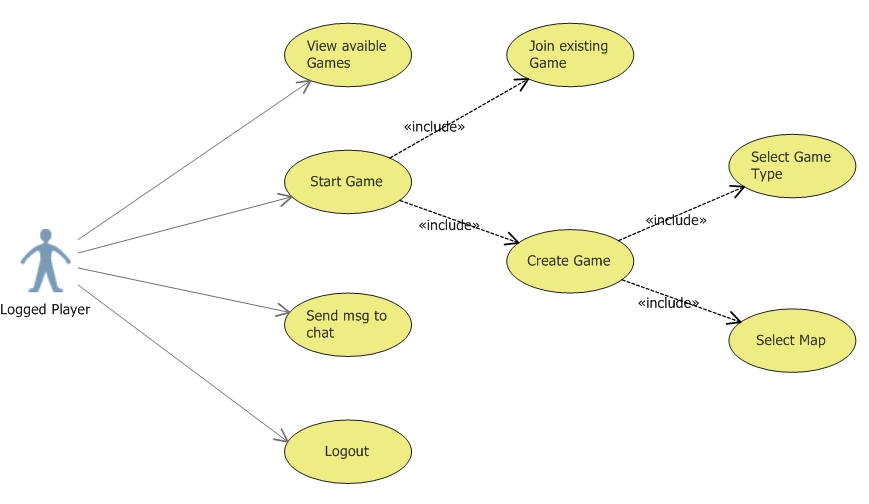 View avaible
Games
Join existing
Game
«include»
Select Game
Type
Start Game
«include»
«include»
Create Game
Logged Player
«include»
Send msg to
chat
Select Map
Logout